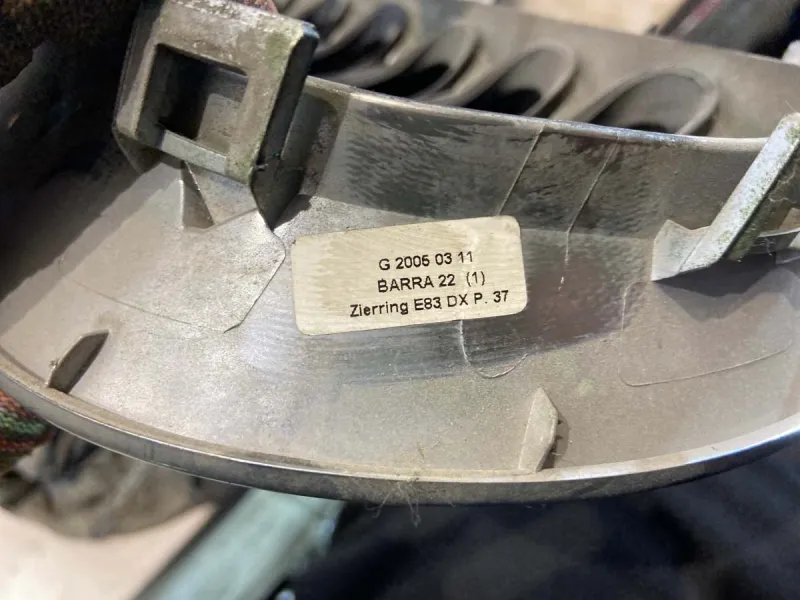 G 2005 03 11
BARRA 22 (1)
Zierring E83 DX P. 37